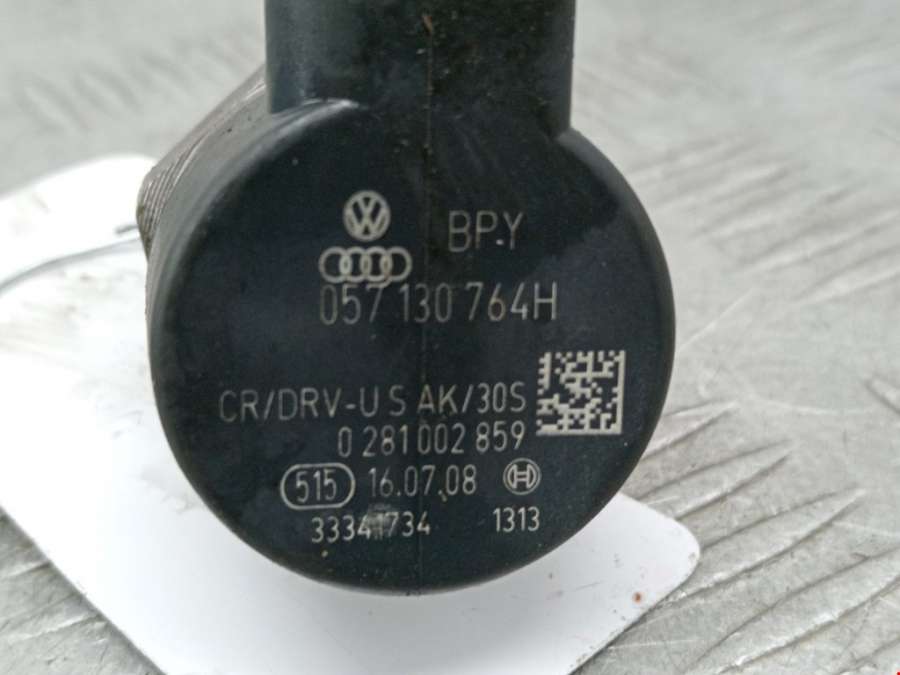 BPY
057 130 764H
CR/DRV-U S AK/30S
0 281 002 859
515 16.07.08
33341734 1313